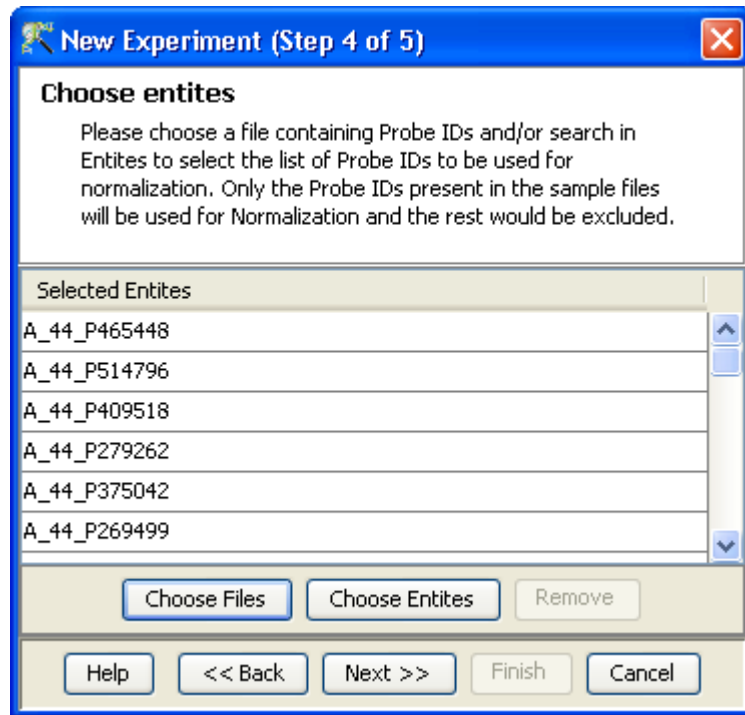 New Experiment (Step 4 of 5)
Choose entites
Please choose a file containing Probe IDs and/or search in
Entites to select the list of Probe IDs to be used for
normalization. Only the Probe IDs present in the sample files
will be used for Normalization and the rest would be excluded.
Selected Entites
A_44_P465448
A_44_P514796
A_44_P409518
A_44_P279262
A_44_P375042
A_44_P269499
Choose Files Choose Entites Remove
Help << Back Next >> Finish Cancel